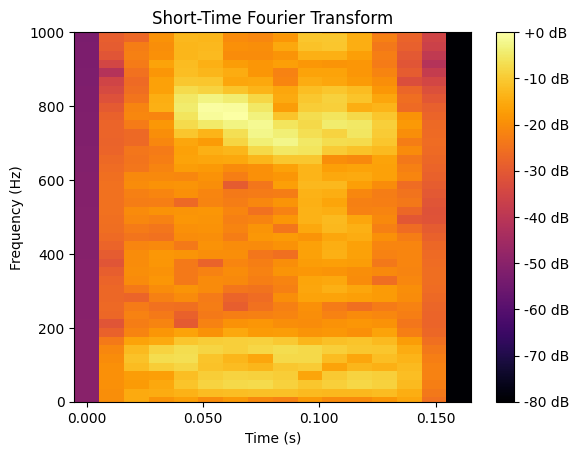 Short-Time Fourier Transform
1000
800
600
400
200
0
Frequency (Hz)
0.000
0.050
0.100
0.150
Time (s)
+0 dB
-10 dB
-20 dB
-30 dB
-40 dB
-50 dB
-60 dB
-70 dB
-80 dB